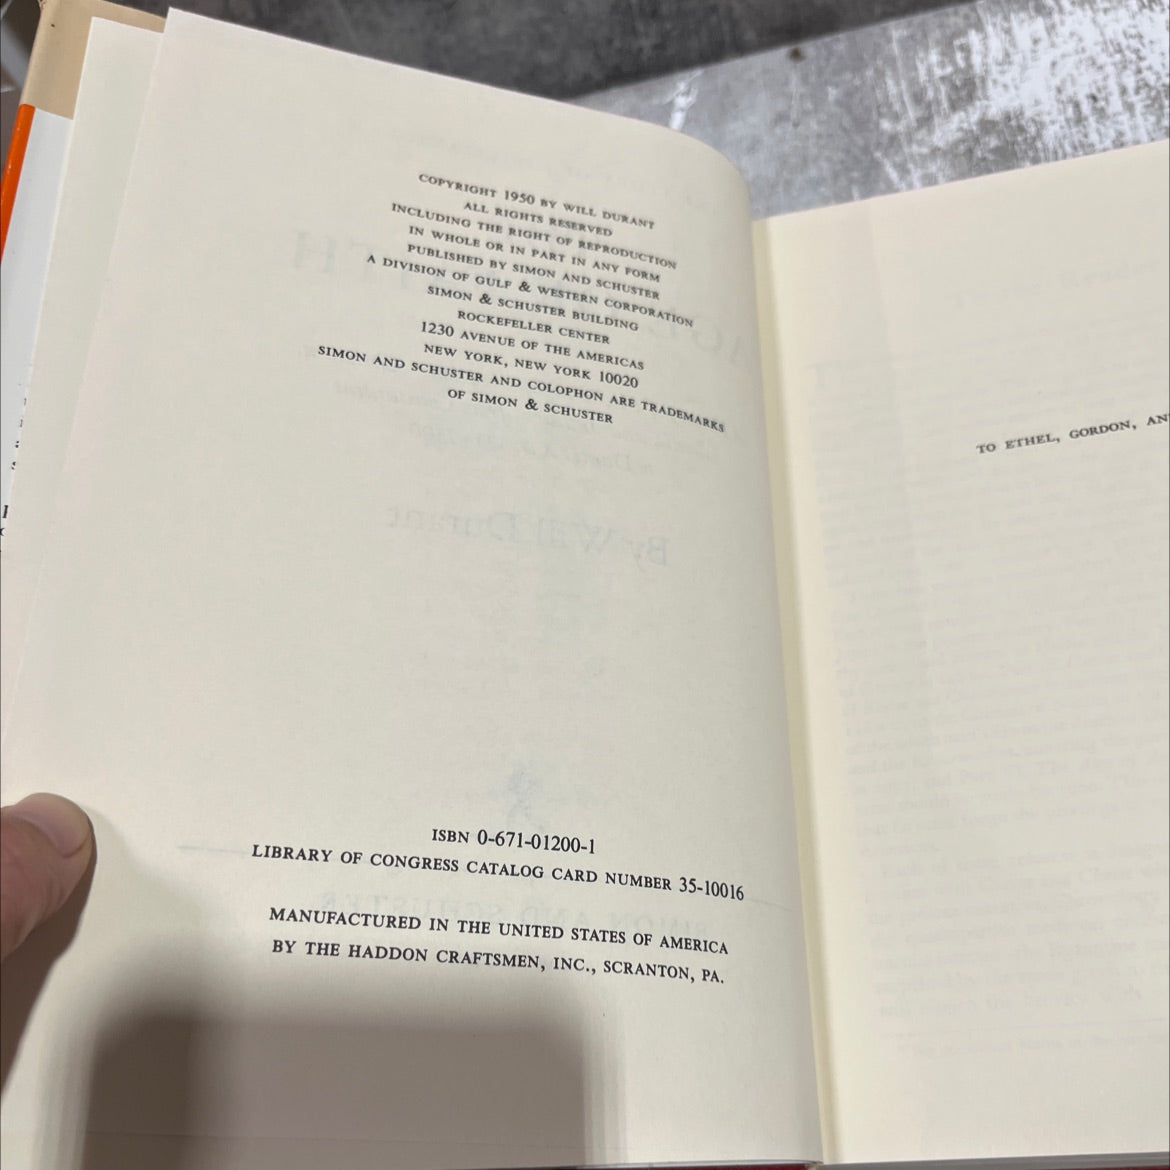 COPYRIGHT 1950 BY WILL DURANT
ALL RIGHTS RESERVED
INCLUDING THE RIGHT OF REPRODUCTION
IN WHOLE OR IN PART IN ANY FORM
PUBLISHED BY SIMON AND SCHUSTER
A DIVISION OF GULF & WESTERN CORPORATION
SIMON & SCHUSTER BUILDING
ROCKEFELLER CENTER
1230 AVENUE OF THE AMERICAS
NEW YORK, NEW YORK 10020
SIMON AND SCHUSTER AND COLOPHON ARE TRADEMARKS
OF SIMON & SCHUSTER
By Will Durant
ISBN 0-671-01200-1
LIBRARY OF CONGRESS CATALOG CARD NUMBER 35-10016
MANUFACTURED IN THE UNITED STATES OF AMERICA
BY THE HADDON CRAFTSMEN, INC., SCRANTON, PA.
TO ETHEL, GORDON, AN